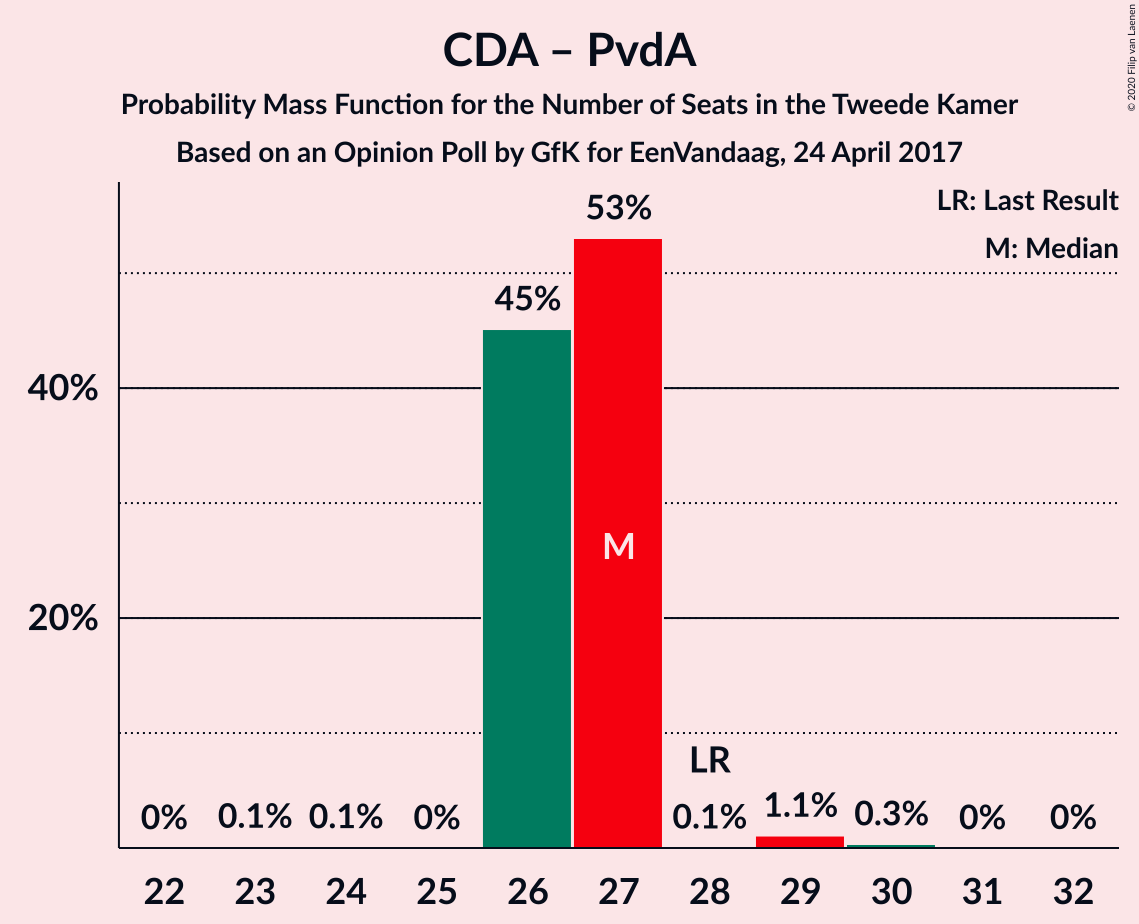 CDA – PvdA
Probability Mass Function for the Number of Seats in the Tweede Kamer
Based on an Opinion Poll by GfK for EenVandaag, 24 April 2017
© 2020 Filip van Laenen
LR: Last Result
M: Median
53%
45%
40%
M
20%
LR
0% 0.1% 0.1% 0% 0.1% 1.1% 0.3% 0% 0%
22 23 24 25 26 27 28 29 30 31 32